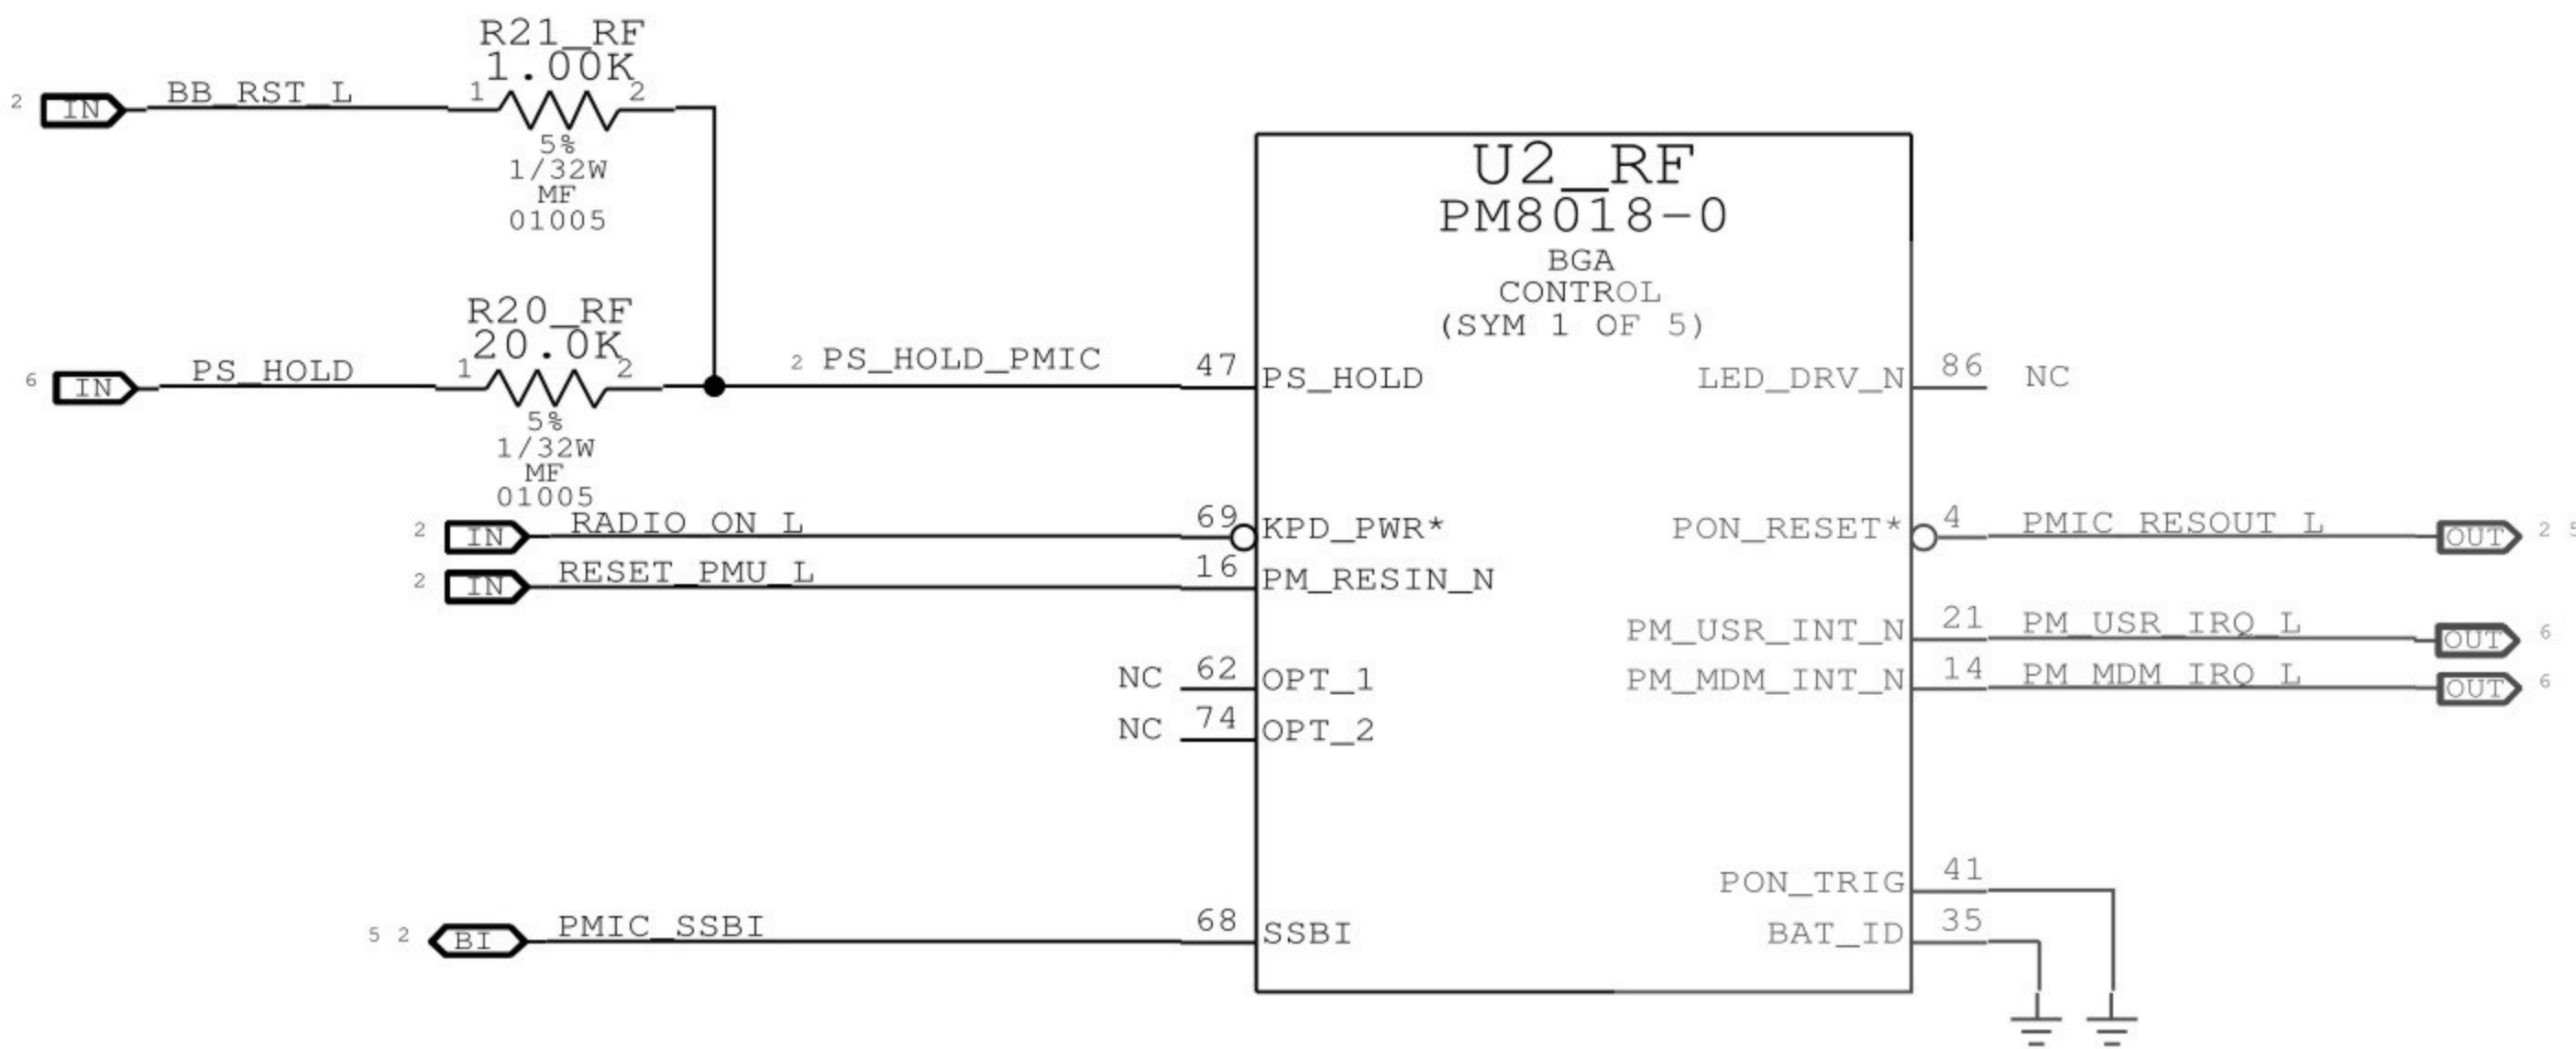 R21_RF
1.00K
2 IN BB_RST_L 1 2
5%
1/32W
MF
01005
R20_RF
20.0K
6 IN PS_HOLD 1 2
5%
1/32W
MF
01005
2 PS_HOLD_PMIC
2 IN RADIO_ON_L
2 IN RESET_PMU_L
NC
NC
5 2 BI PMIC_SSBI
U2_RF
PM8018-0
BGA
CONTROL
(SYM 1 OF 5)
47 PS_HOLD
69 KPD_PWR*
16 PM_RESIN_N
62 OPT_1
74 OPT_2
68 SSBI
LED_DRV_N 86 NC
PON_RESET* 4 PMIC_RESOUT_L OUT 2 5
PM_USR_INT_N 21 PM_USR_IRQ_L OUT 6
PM_MDM_INT_N 14 PM_MDM_IRQ_L OUT 6
PON_TRIG 41
BAT_ID 35